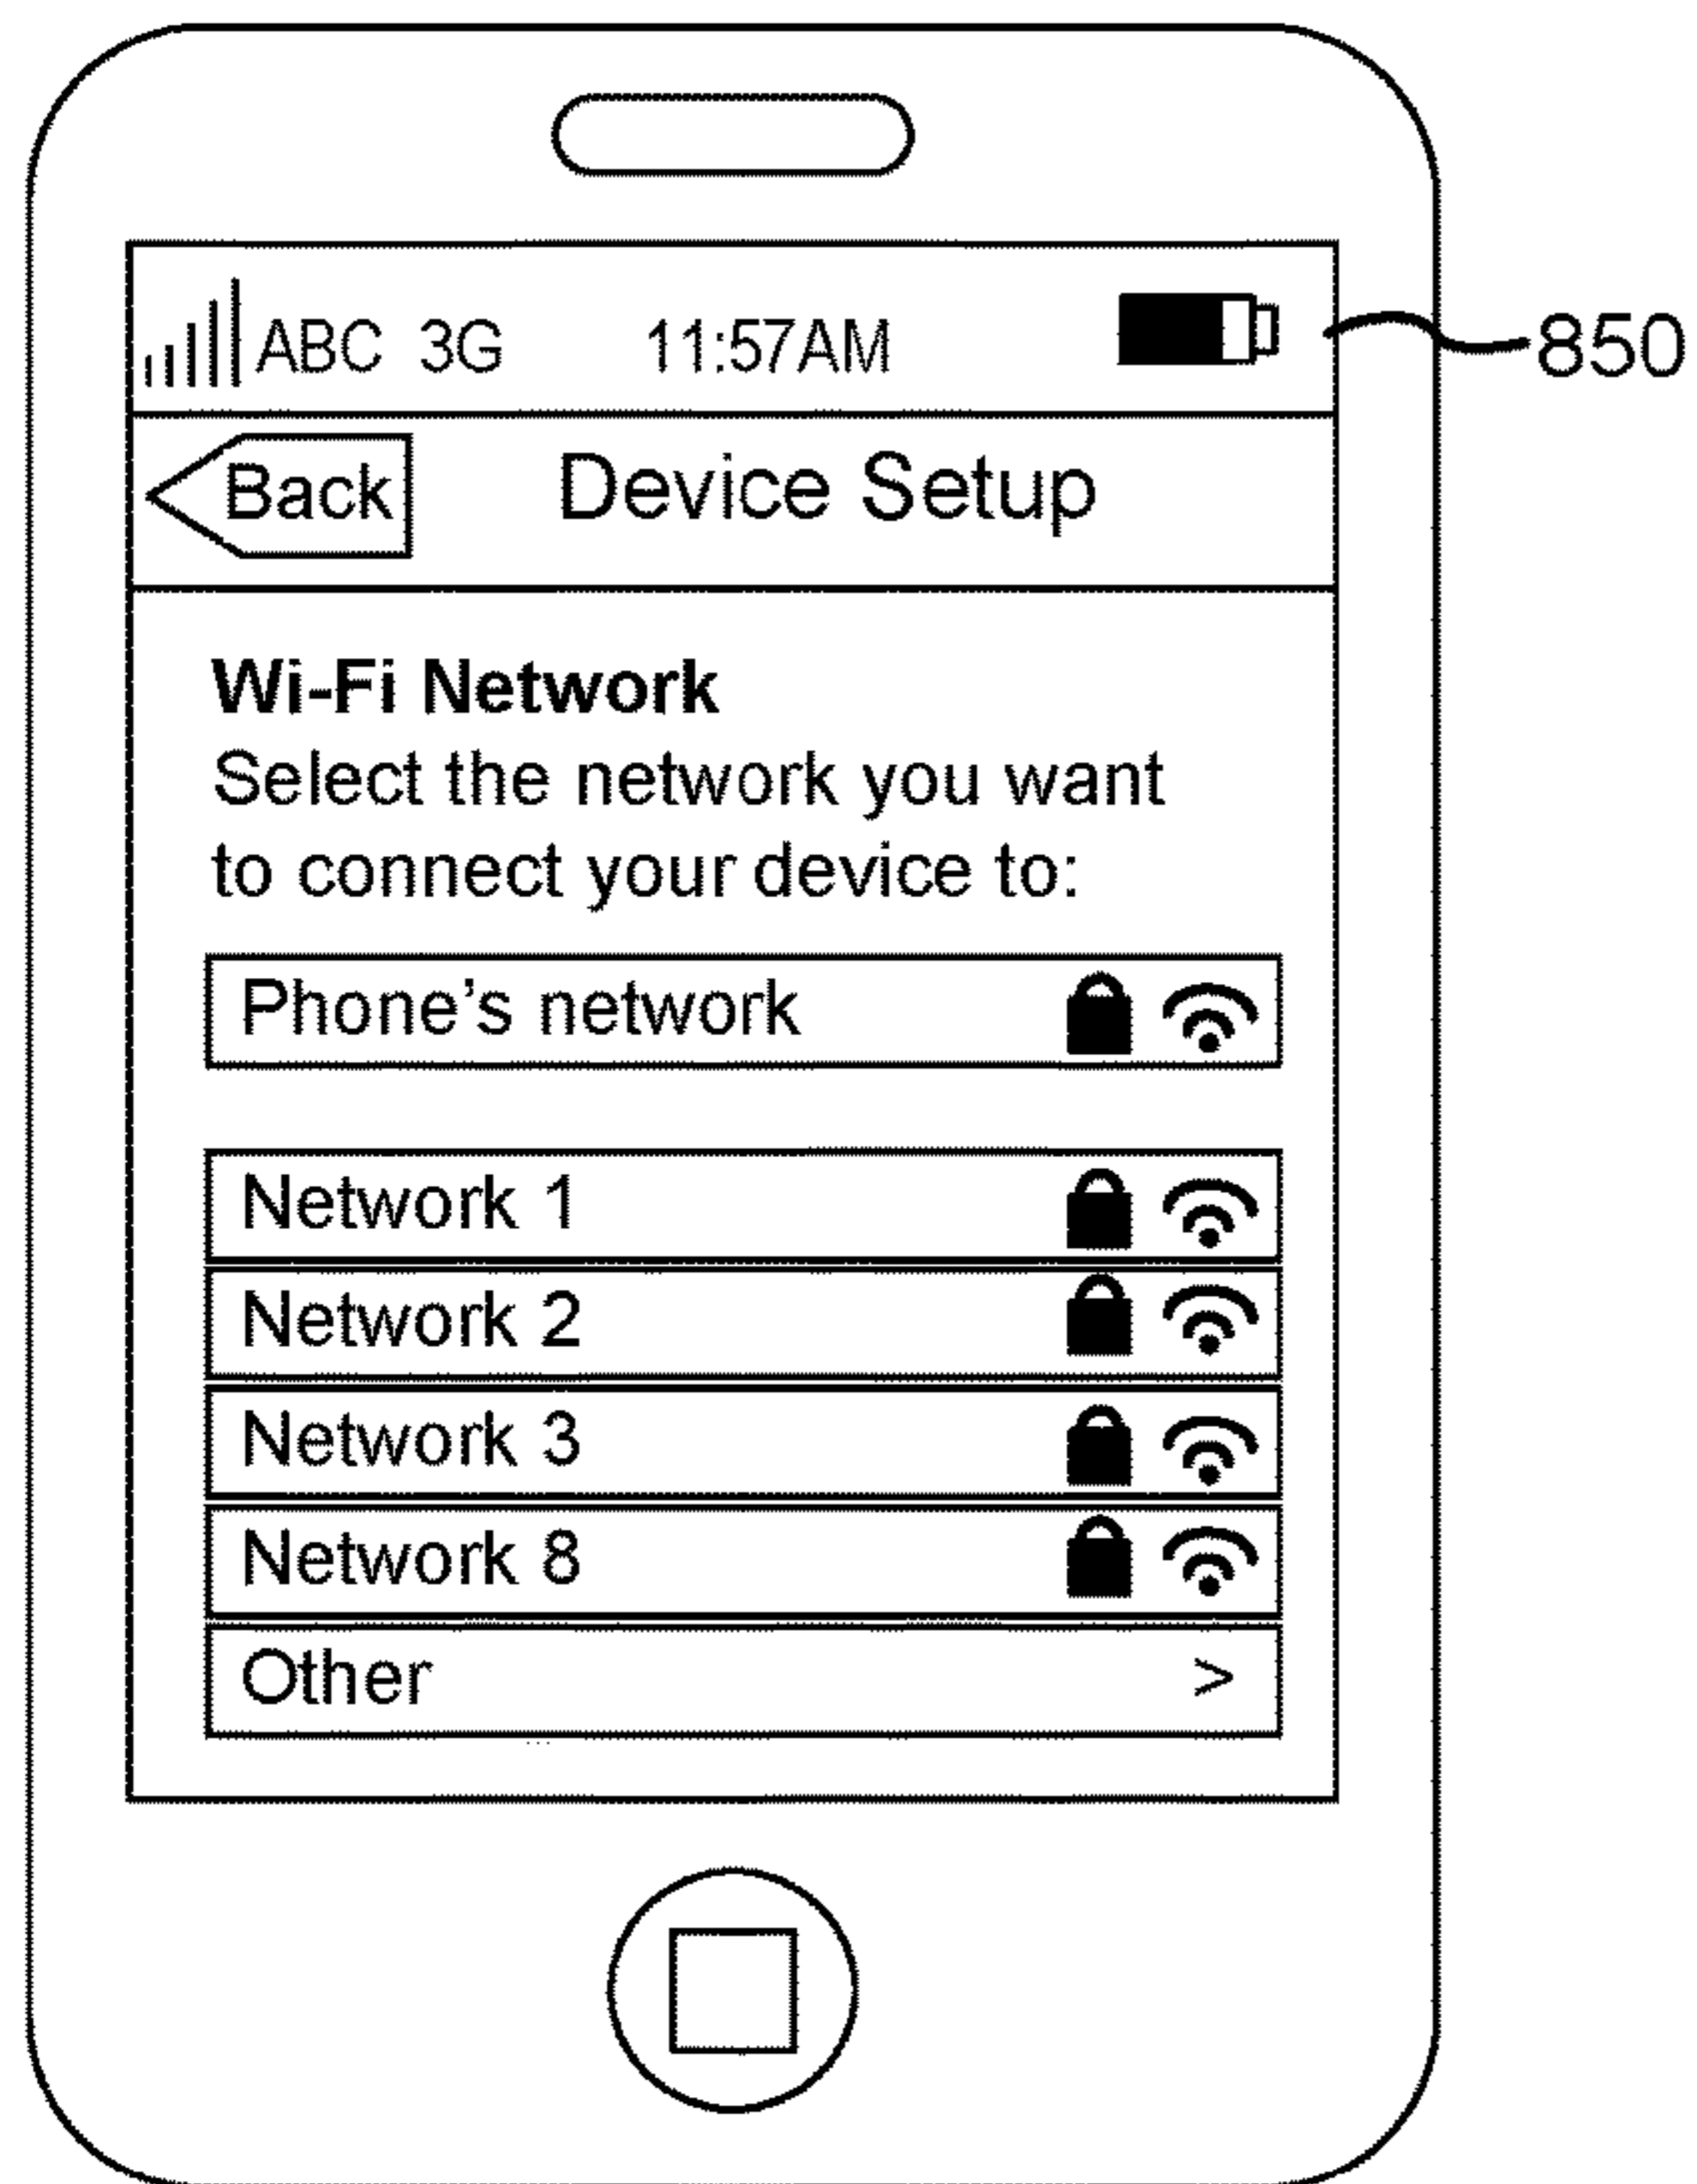 ABC 3G 11:57AM
850
Back Device Setup
Wi-Fi Network
Select the network you want
to connect your device to:
Phone's network
Network 1
Network 2
Network 3
Network 8
Other >